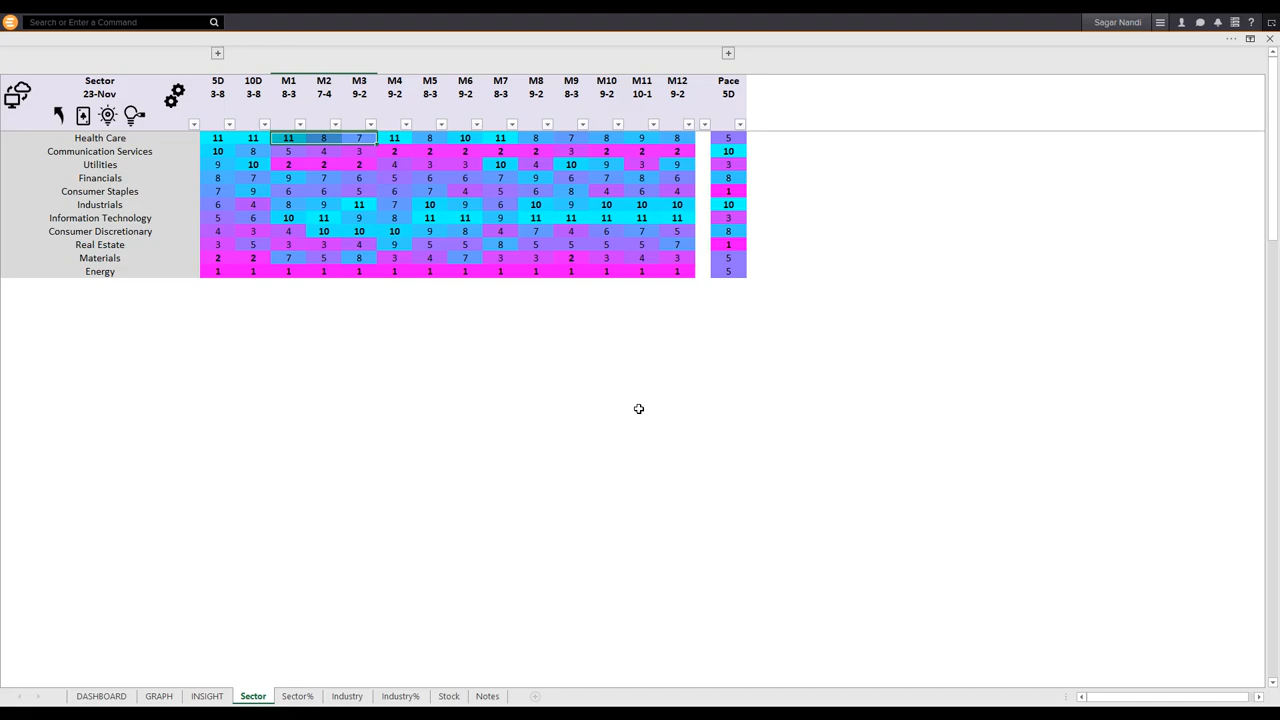 Search or Enter a Command
Sagar Nandi
?
Sector 5D 10D M1 M2 M3 M4 M5 M6 M7 M8 M9 M10 M11 M12 Pace
23-Nov 3-8 3-8 8-3 7-4 9-2 9-2 8-3 9-2 8-3 9-2 8-3 9-2 10-1 9-2 5D
Health Care 11 11 11 8 7 11 8 10 11 8 7 8 9 8 5
Communication Services 10 8 5 4 3 2 2 2 2 2 3 2 2 2 10
Utilities 9 10 2 2 2 4 3 3 10 4 10 9 3 9 3
Financials 8 7 9 7 6 5 6 6 7 9 6 7 8 6 8
Consumer Staples 7 9 6 6 5 6 7 4 5 6 8 4 6 4 1
Industrials 6 4 8 9 11 7 10 9 6 10 9 10 10 10 10
Information Technology 5 6 10 11 9 8 11 11 9 11 11 11 11 11 3
Consumer Discretionary 4 3 4 10 10 10 9 8 4 7 4 6 7 5 8
Real Estate 3 5 3 3 4 9 5 5 8 5 5 5 5 7 1
Materials 2 2 7 5 8 3 4 7 3 3 2 3 4 3 5
Energy 1 1 1 1 1 1 1 1 1 1 1 1 1 1 5
DASHBOARD GRAPH INSIGHT Sector Sector% Industry Industry% Stock Notes